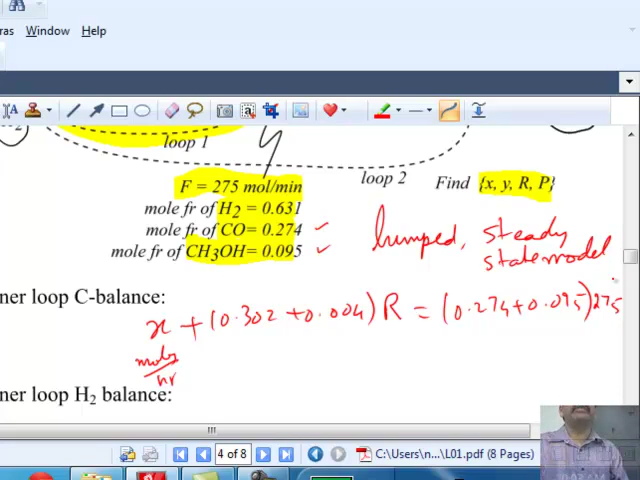 ras Window Help
loop 1
y
loop 2
F = 275 mol/min
Find {x, y, R, P}
mole fr of H2 = 0.631
mole fr of CO = 0.274
mole fr of CH3OH= 0.095
lumped, steady
state model
ner loop C-balance:
x + (0.302 + 0.004) R = (0.274 + 0.095) 275
moles
hr
ner loop H2 balance:
4 of 8
C:\Users\n...\L01.pdf (8 Pages)